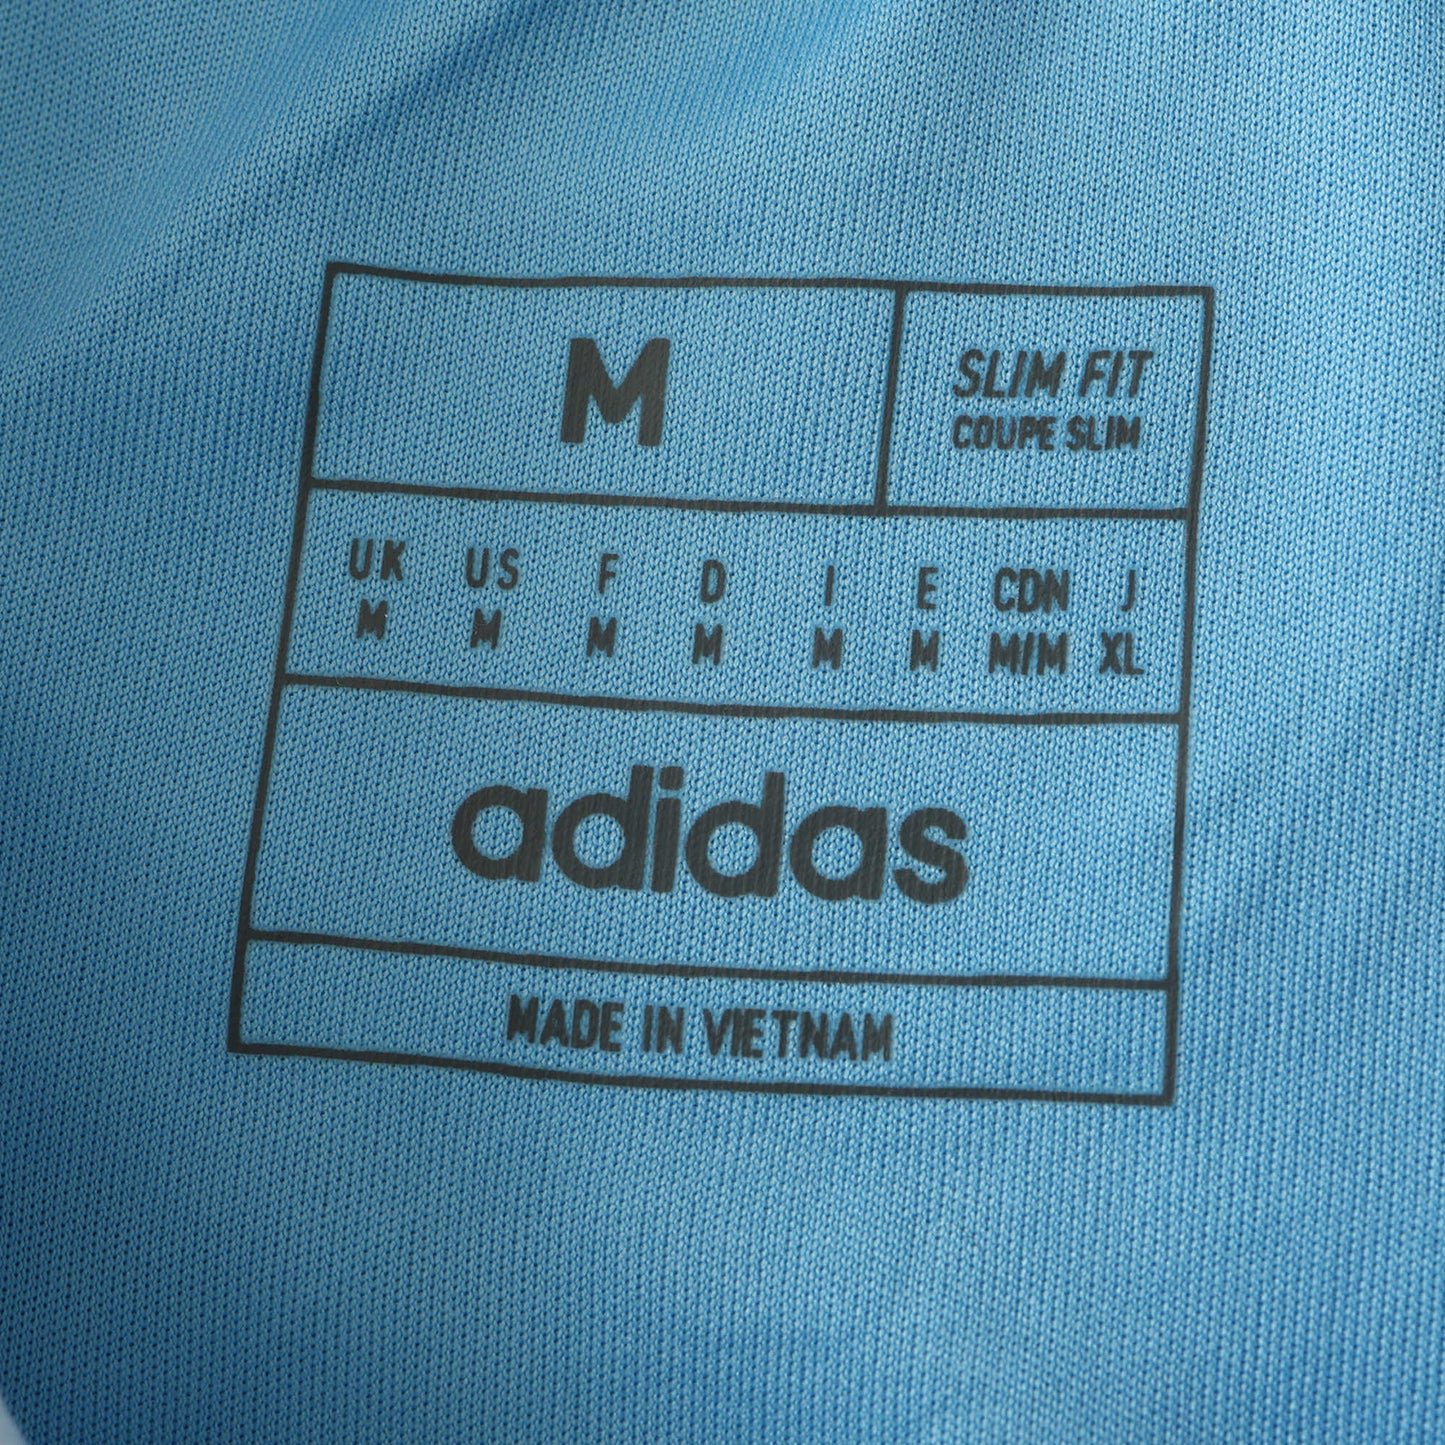 M
SLIM FIT
COUPE SLIM
UK US F D I E CDN J
M M M M M M M/M XL
adidas
MADE IN VIETNAM